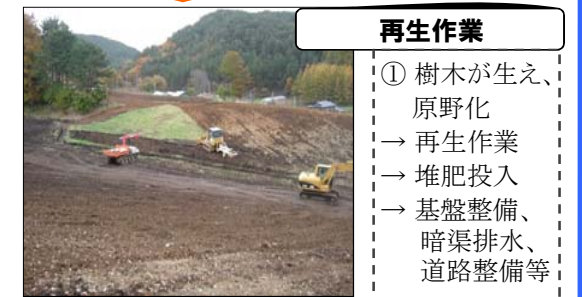 再生作業
① 樹木が生え、
原野化
→ 再生作業
→ 堆肥投入
→ 基盤整備、
暗渠排水、
道路整備等